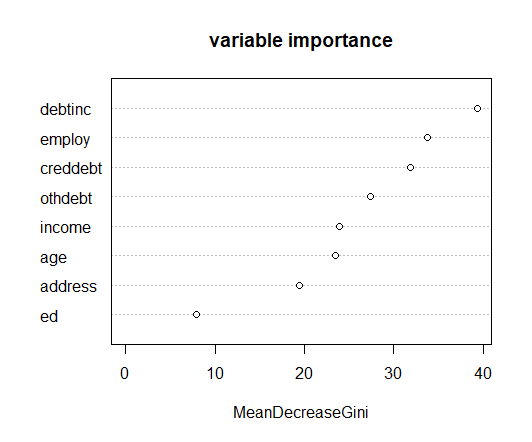 variable importance
debtinc
employ
creddebt
othdebt
income
age
address
ed
0 10 20 30 40
MeanDecreaseGini